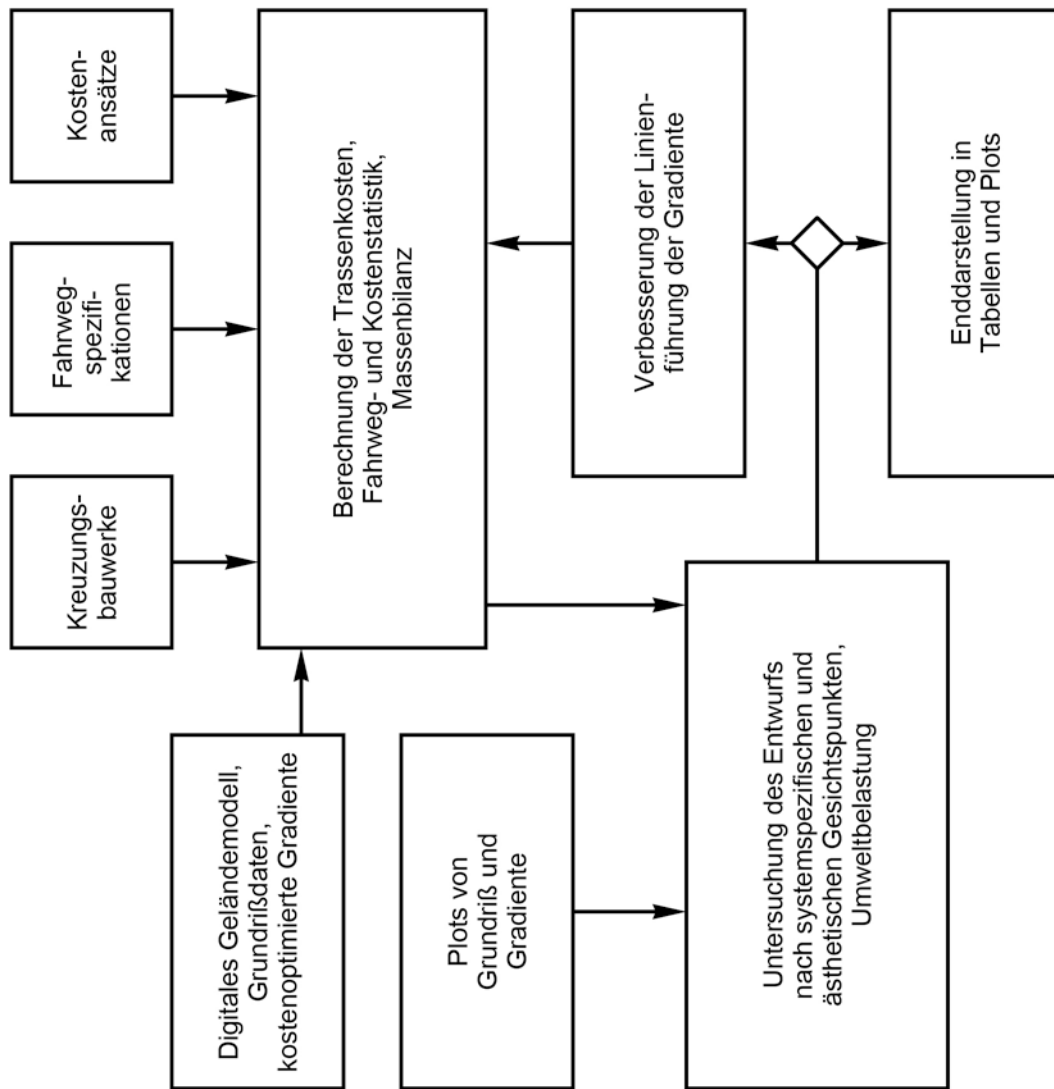 Digitales Geländemodell,
Grundrißdaten,
kostenoptimierte Gradiente
Kreuzungs-
bauwerke
Fahrweg-
spezifi-
kationen
Kosten-
ansätze
Berechnung der Trassenkosten,
Fahrweg- und Kostenstatistik,
Massenbilanz
Plots von
Grundriß und
Gradiente
Verbesserung der Linien-
führung der Gradiente
Untersuchung des Entwurfs
nach systemspezifischen und
ästhetischen Gesichtspunkten,
Umweltbelastung
Enddarstellung in
Tabellen und Plots